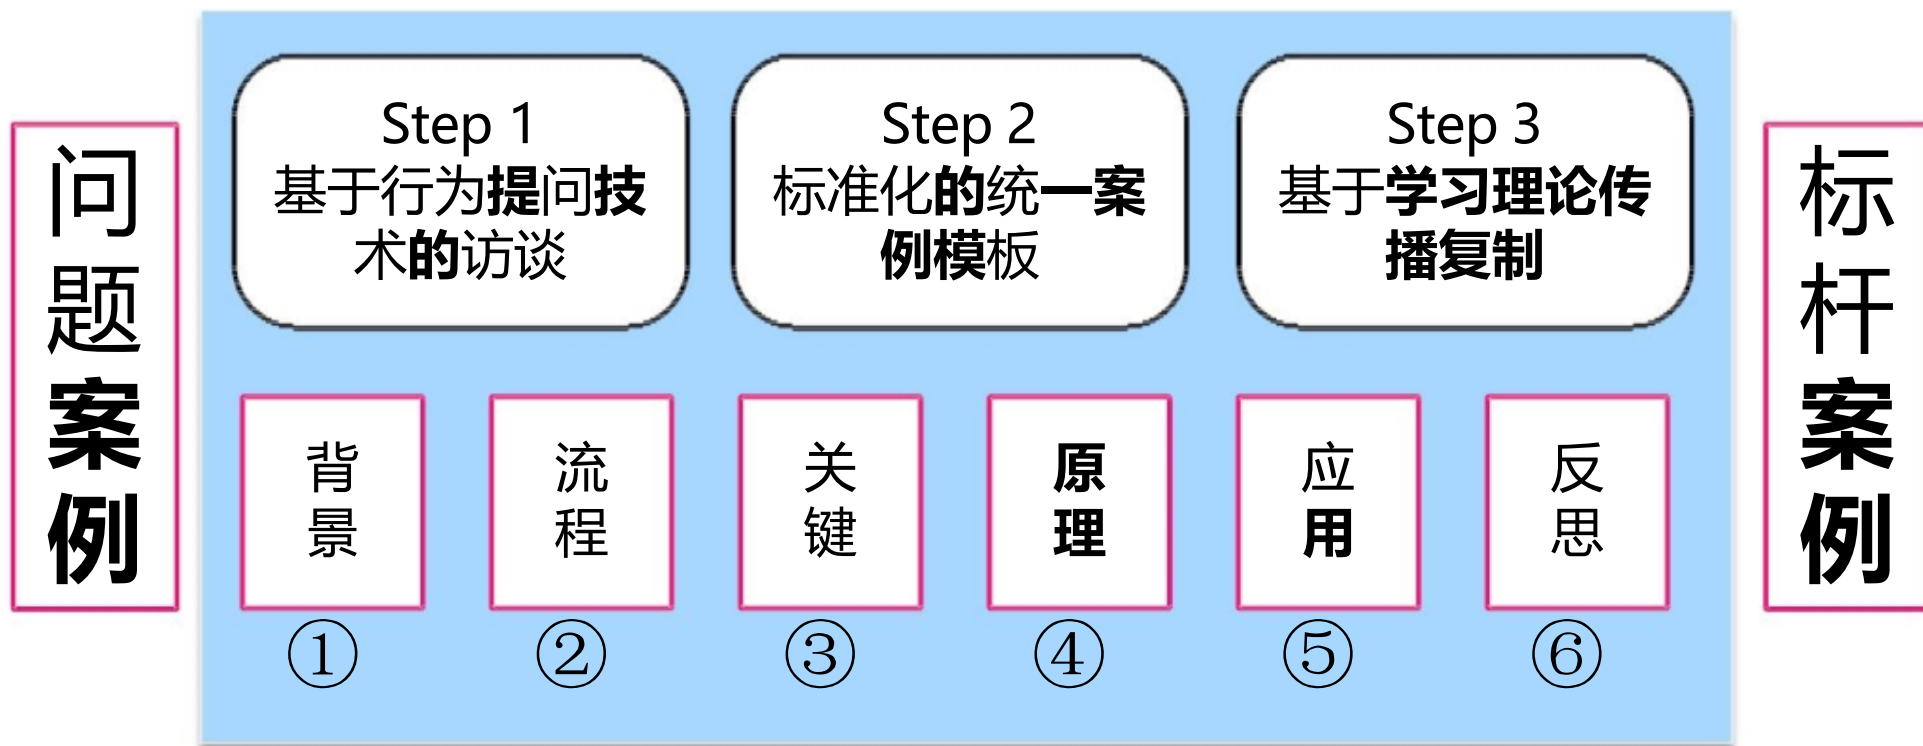 问
题
案
例
Step 1
基于行为提问技
术的访谈
Step 2
标准化的统一案
例模板
Step 3
基于学习理论传
播复制
背
景
流
程
关
键
原
理
应
用
反
思
①
②
③
④
⑤
⑥
标
杆
案
例